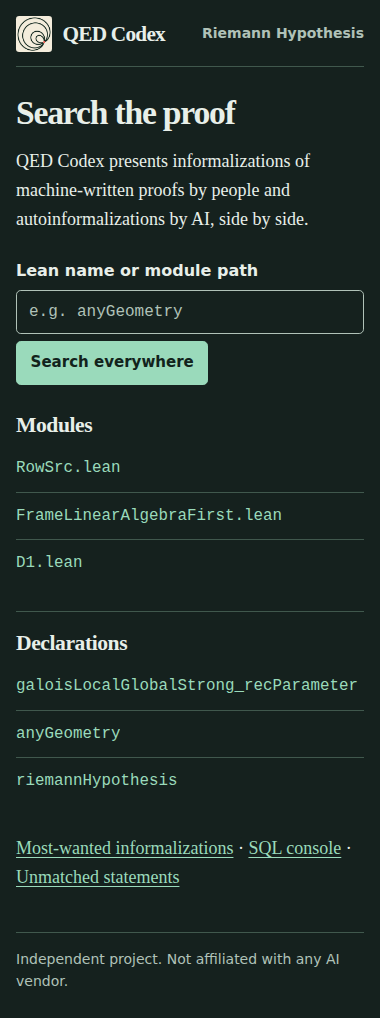 QED Codex
Riemann Hypothesis
Search the proof
QED Codex presents informalizations of
machine-written proofs by people and
autoinformalizations by AI, side by side.
Lean name or module path
e.g. anyGeometry
Search everywhere
Modules
RowSrc.lean
FrameLinearAlgebraFirst.lean
D1.lean
Declarations
galoisLocalGlobalStrong_recParameter
anyGeometry
riemannHypothesis
Most-wanted informalizations · SQL console ·
Unmatched statements
Independent project. Not affiliated with any AI
vendor.